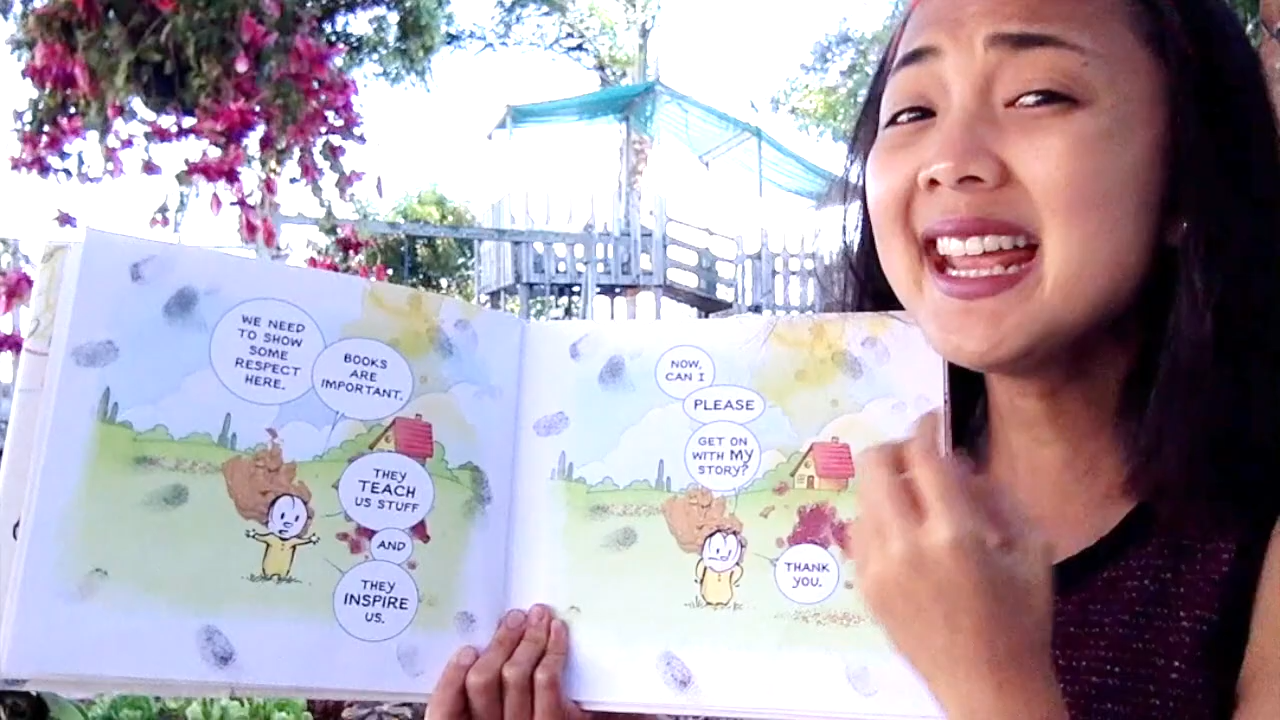 WE NEED
TO SHOW
SOME
RESPECT
HERE.
BOOKS
ARE
IMPORTANT.
THEY
TEACH
US STUFF
AND
THEY
INSPIRE
US.
NOW,
CAN I
PLEASE
GET ON
WITH MY
STORY?
THANK
YOU.